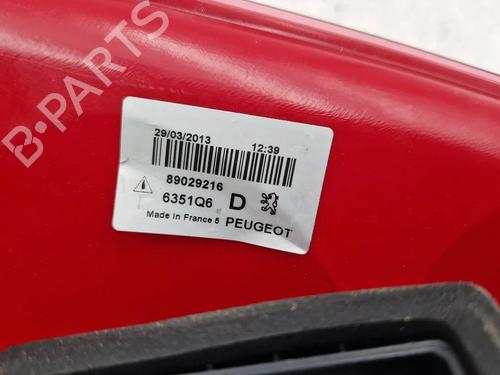 B-PARTS
29/03/2013 12:39
89029216
6351Q6 D
Made in France 5 PEUGEOT